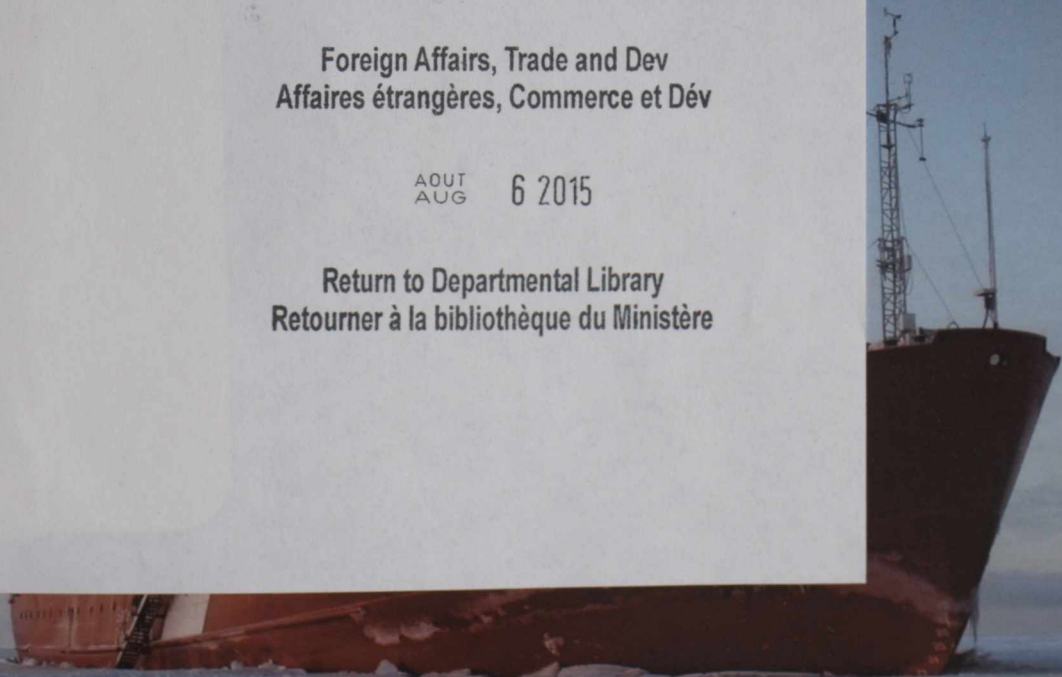 Foreign Affairs, Trade and Dev
Affaires étrangères, Commerce et Dév
AOUT
AUG 6 2015
Return to Departmental Library
Retourner à la bibliothèque du Ministère